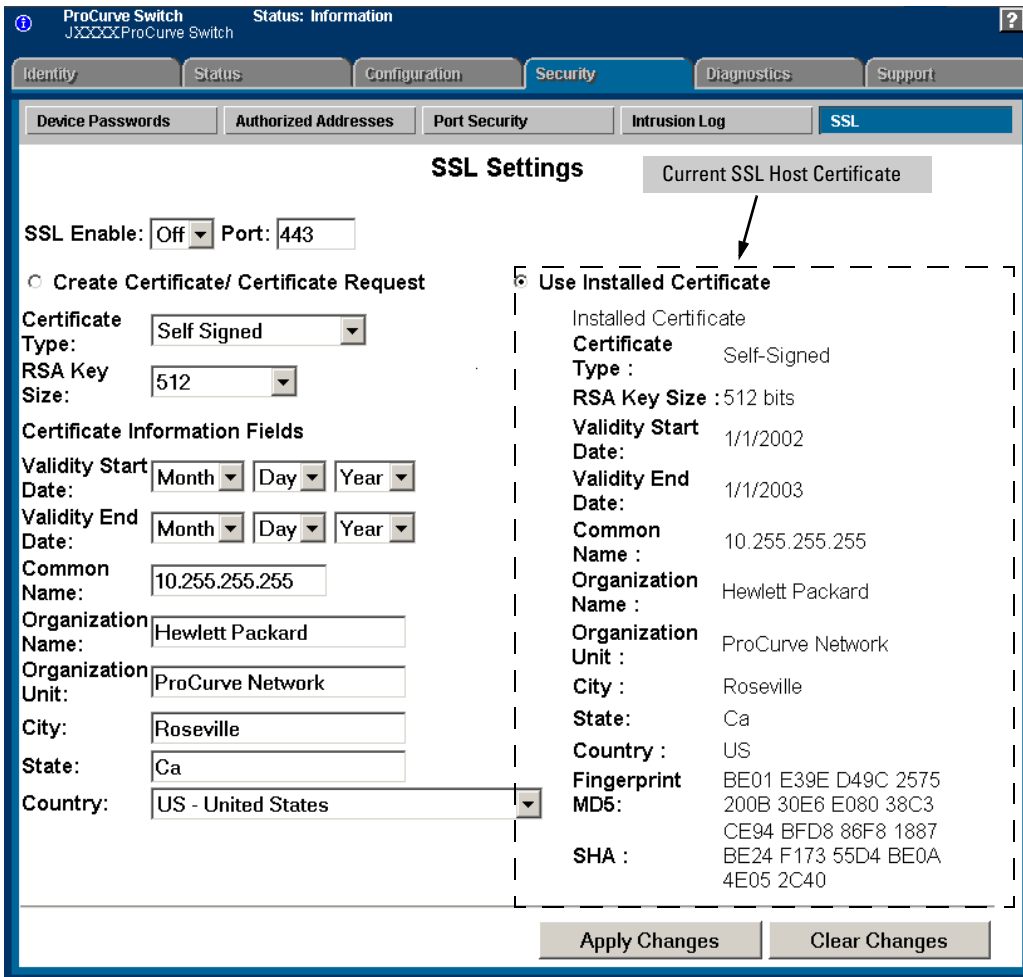 ProCurve Switch
Status: Information
JXXXXProCurve Switch
?
Identity
Status
Configuration
Security
Diagnostics
Support
Device Passwords
Authorized Addresses
Port Security
Intrusion Log
SSL
SSL Settings
Current SSL Host Certificate
SSL Enable: Off Port: 443
Create Certificate/ Certificate Request
Certificate
Type:
Self Signed
RSA Key
Size:
512
Certificate Information Fields
Validity Start
Date:
Month Day Year
Validity End
Date:
Month Day Year
Common
Name:
10.255.255.255
Organization
Name:
Hewlett Packard
Organization
Unit:
ProCurve Network
City:
Roseville
State:
Ca
Country:
US - United States
Use Installed Certificate
Installed Certificate
Certificate
Type :
Self-Signed
RSA Key Size : 512 bits
Validity Start
Date:
1/1/2002
Validity End
Date:
1/1/2003
Common
Name :
10.255.255.255
Organization
Name :
Hewlett Packard
Organization
Unit :
ProCurve Network
City :
Roseville
State:
Ca
Country :
US
Fingerprint
MD5:
BE01 E39E D49C 2575
200B 30E6 E080 38C3
SHA :
CE94 BFD8 86F8 1887
BE24 F173 55D4 BE0A
4E05 2C40
Apply Changes
Clear Changes